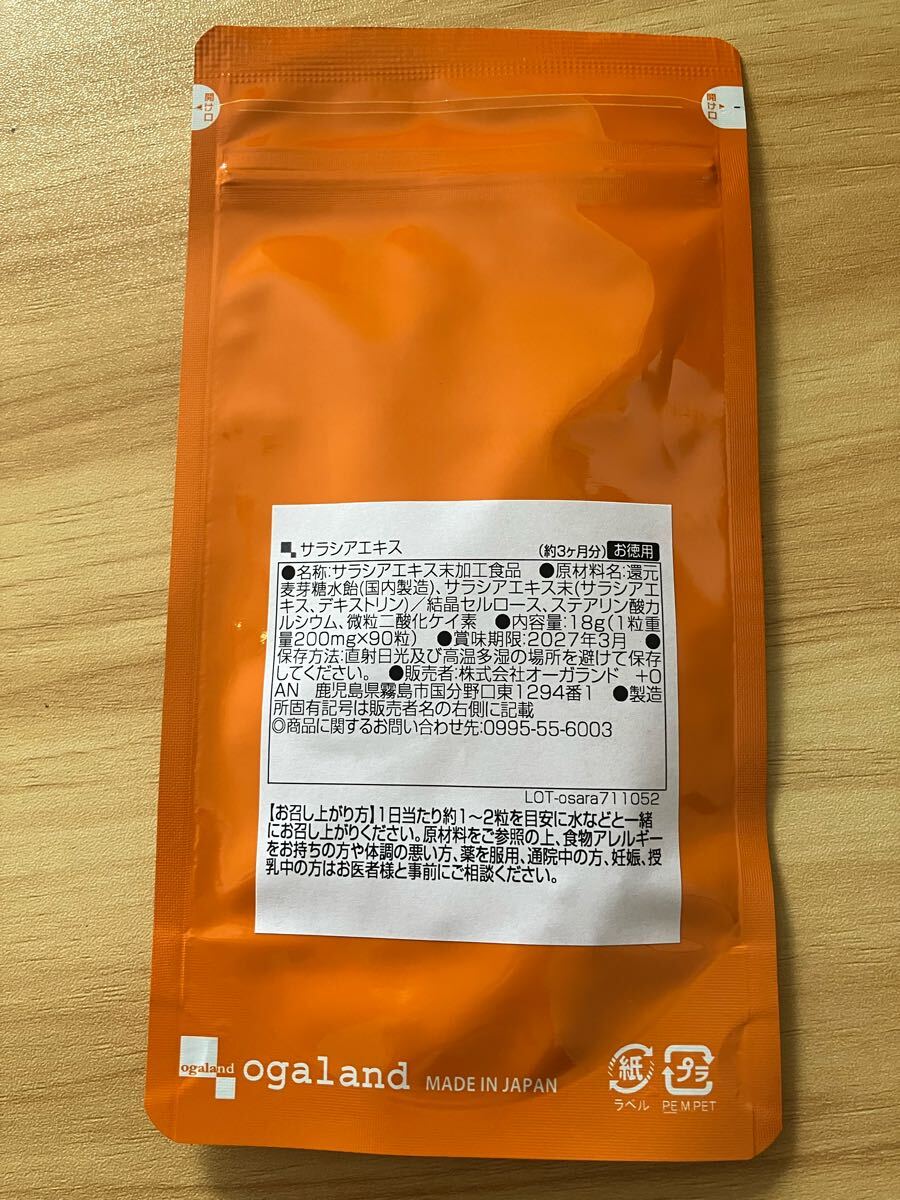 開け口
開け口
サラシアエキス (約3ヶ月分) お徳用
●名称:サラシアエキス末加工食品 ●原材料名:還元
麦芽糖水飴(国内製造)、サラシアエキス末(サラシアエ
キス、デキストリン)／結晶セルロース、ステアリン酸カ
ルシウム、微粒二酸化ケイ素 ●内容量:18g(1粒重
量200mg×90粒) ●賞味期限:2027年3月 ●
保存方法:直射日光及び高温多湿の場所を避けて保存
してください。 ●販売者:株式会社オーガランド +O
AN 鹿児島県霧島市国分野口東1294番1 ●製造
所固有記号は販売者名の右側に記載
◎商品に関するお問い合わせ先:0995-55-6003
LOT-osara711052
【お召し上がり方】1日当たり約1～2粒を目安に水などと一緒
にお召し上がりください。原材料をご参照の上、食物アレルギー
をお持ちの方や体調の悪い方、薬を服用、通院中の方、妊娠、授
乳中の方はお医者様と事前にご相談ください。
ogaland ogaland MADE IN JAPAN
紙 プラ
ラベル PE M.PET